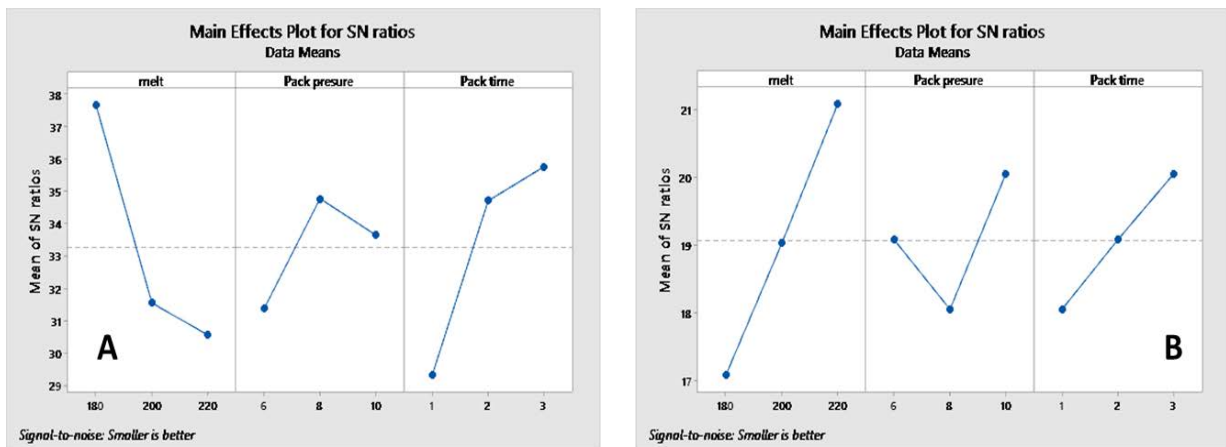 Main Effects Plot for SN ratios
Data Means
melt Pack presure Pack time
Mean of SN ratios
38
37
36
35
34
33
32
31
30
29
A
180 200 220 6 8 10 1 2 3
Signal-to-noise: Smaller is better
Main Effects Plot for SN ratios
Data Means
melt Pack presure Pack time
Mean of SN ratios
21
20
19
18
17
B
180 200 220 6 8 10 1 2 3
Signal-to-noise: Smaller is better